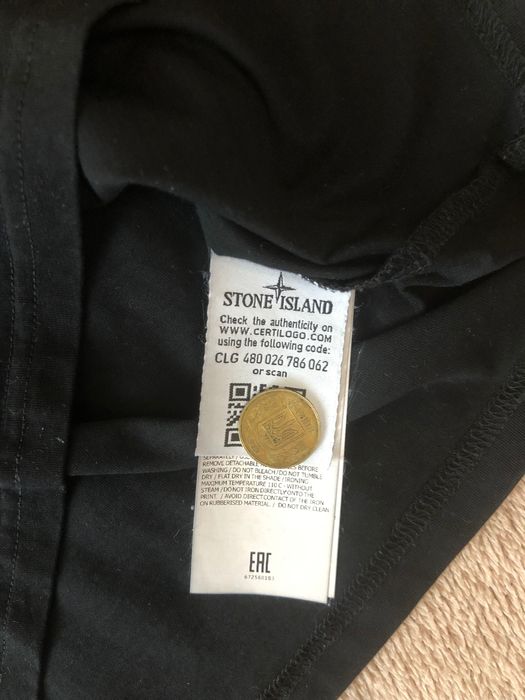 STONE ISLAND
Check the authenticity on
WWW.CERTILOGO.COM
using the following code:
CLG 480 026 786 062
or scan
REMOVE DETACHABLE BEFORE
WASHING / DO NOT BLEACH / DO NOT TUMBLE
DRY / FLAT DRY IN THE SHADE / IRONING
MAXIMUM TEMPERATURE 110 C - WITHOUT
STEAM / DO NOT IRON DIRECTLY ONTO THE
PRINT. / AVOID DIRECT CONTACT OF THE IRON
ON RUBBERISED MATERIAL. / DO NOT DRY CLEAN
EAC